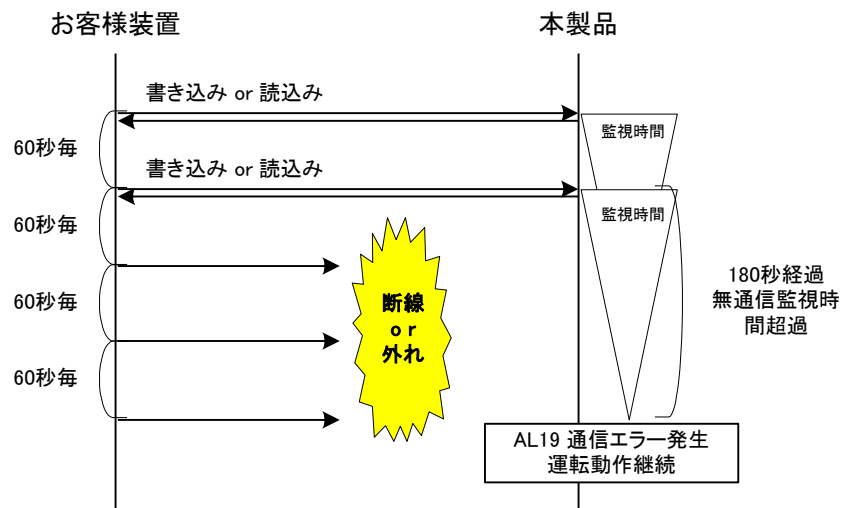 お客様装置
本製品
書き込み or 読込み
監視時間
60秒毎
書き込み or 読込み
監視時間
60秒毎
断線
or
外れ
180秒経過
無通信監視時
間超過
60秒毎
60秒毎
AL19 通信エラー発生
運転動作継続